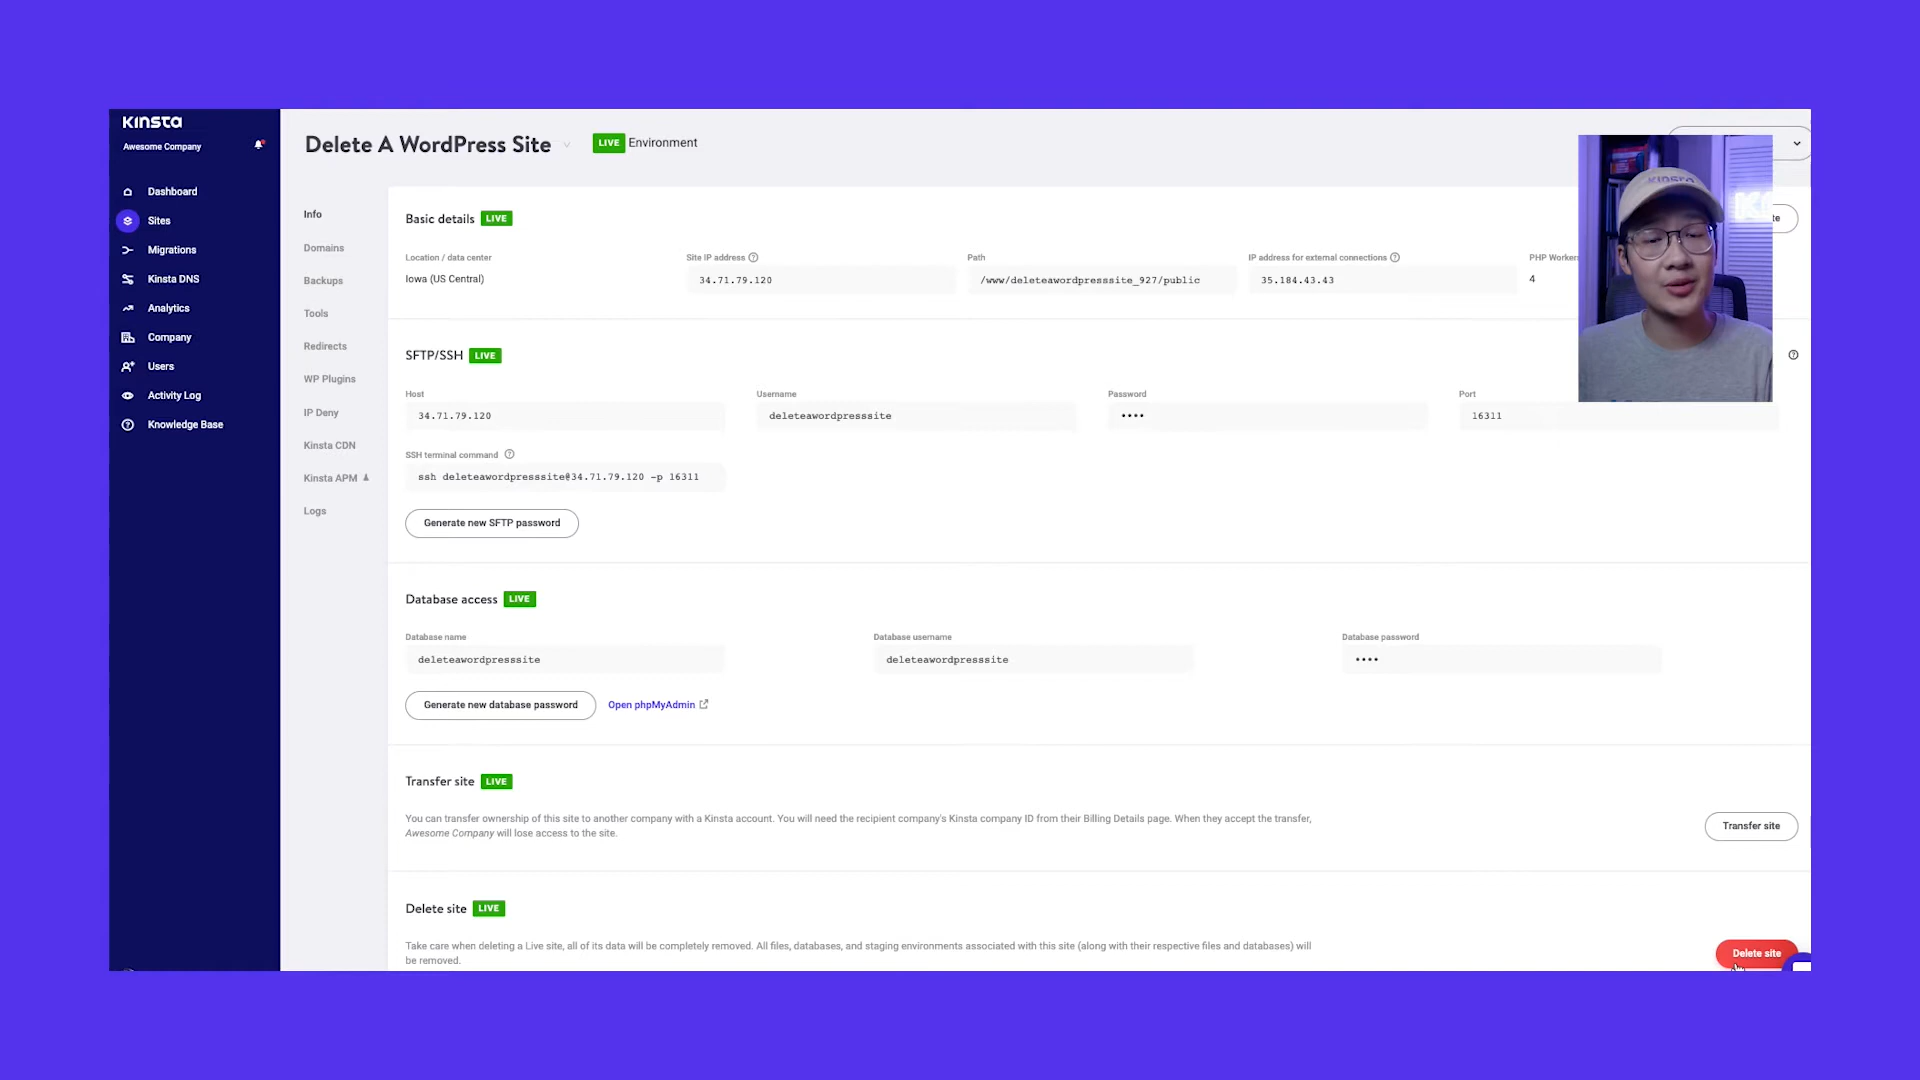 Kinsta
Awesome Company
Dashboard
Sites
Migrations
Kinsta DNS
Analytics
Company
Users
Activity Log
Knowledge Base
Delete A WordPress Site
LIVE Environment
Info
Domains
Backups
Tools
Redirects
WP Plugins
IP Deny
Kinsta CDN
Kinsta APM
Logs
Basic details LIVE
Location / data center
Iowa (US Central)
Site IP address
34.71.79.120
Path
/www/deleteawordpresssite_927/public
IP address for external connections
35.184.43.43
PHP Workers
4
SFTP/SSH LIVE
Host
34.71.79.120
Username
deleteawordpresssite
Password
••••
Port
16311
SSH terminal command
ssh deleteawordpresssite@34.71.79.120 -p 16311
Generate new SFTP password
Database access LIVE
Database name
deleteawordpresssite
Database username
deleteawordpresssite
Database password
••••
Generate new database password
Open phpMyAdmin
Transfer site LIVE
You can transfer ownership of this site to another company with a Kinsta account. You will need the recipient company's Kinsta company ID from their Billing Details page. When they accept the transfer,
Awesome Company will lose access to the site.
Transfer site
Delete site LIVE
Take care when deleting a Live site, all of its data will be completely removed. All files, databases, and staging environments associated with this site (along with their respective files and databases) will
be removed.
Delete site